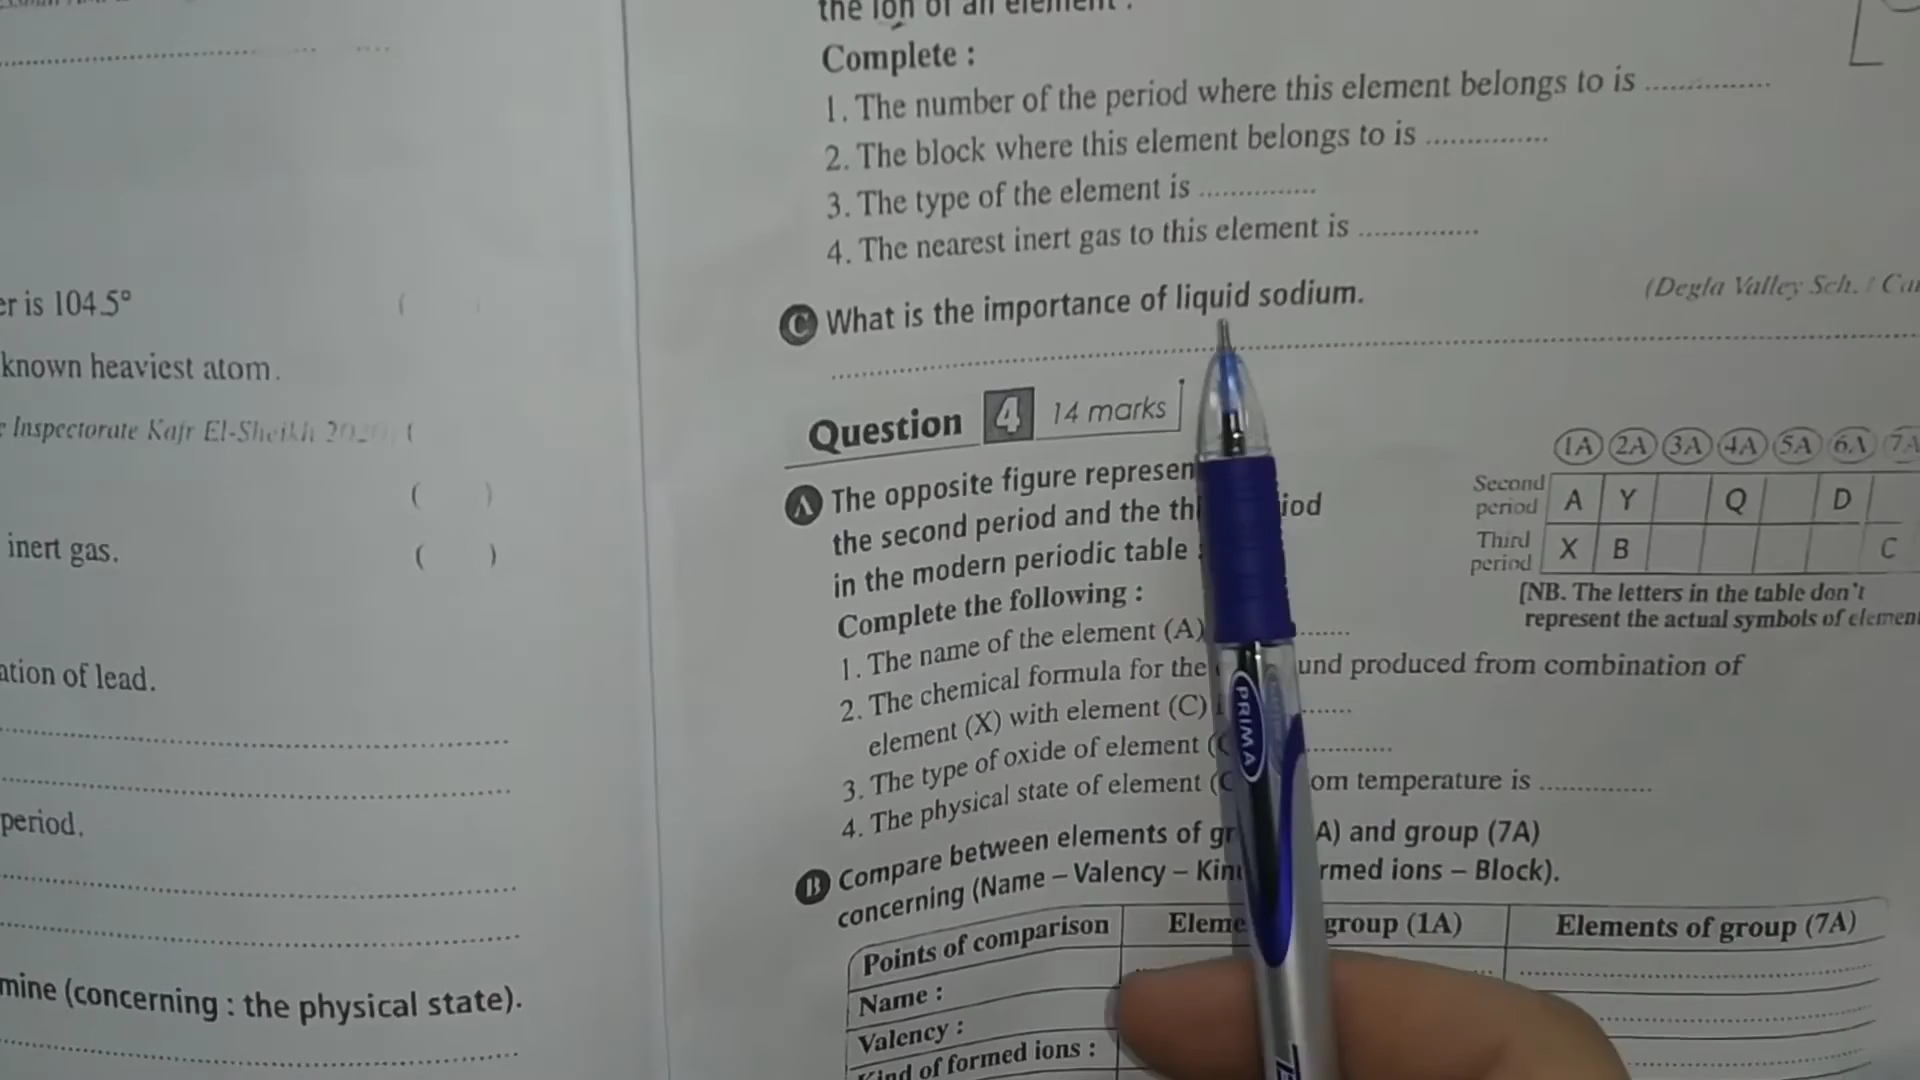 er is 104.5° ( )
known heaviest atom.
Inspectorate Kafr El-Sheikh 2020) (
( )
inert gas. ( )
ation of lead.
period.
mine (concerning : the physical state).
the ion of an element :
Complete :
1. The number of the period where this element belongs to is ..............
2. The block where this element belongs to is ..............
3. The type of the element is ..............
4. The nearest inert gas to this element is ..............
C What is the importance of liquid sodium.
(Degla Valley Sch. /
Question 4 14 marks
A The opposite figure represen
the second period and the th iod
in the modern periodic table
Complete the following :
1. The name of the element (A) ........
2. The chemical formula for the und produced from combination of
element (X) with element (C) ........
3. The type of oxide of element ( ..............
4. The physical state of element ( om temperature is ..............
1A 2A 3A 4A 5A 6A 7A
Second period A Y Q D
Third period X B C
[NB. The letters in the table don't
represent the actual symbols of elemen
B Compare between elements of gr A) and group (7A)
concerning (Name – Valency – Kin rmed ions – Block).
Points of comparison Eleme group (1A) Elements of group (7A)
Name :
Valency :
Kind of formed ions :
PRIMA